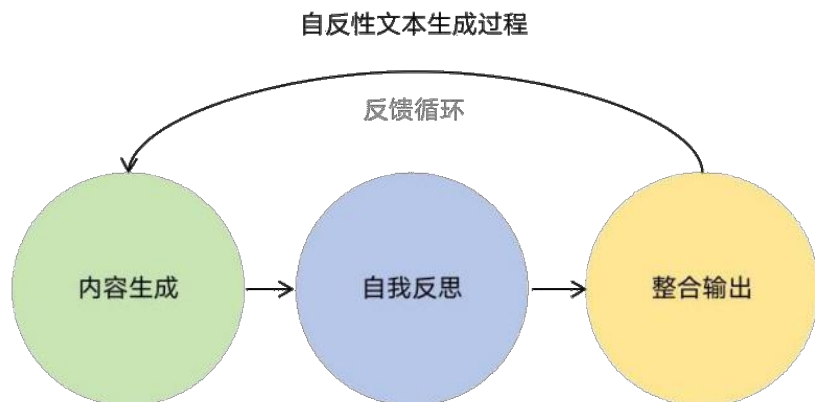 自反性文本生成过程
反馈循环
内容生成
自我反思
整合输出